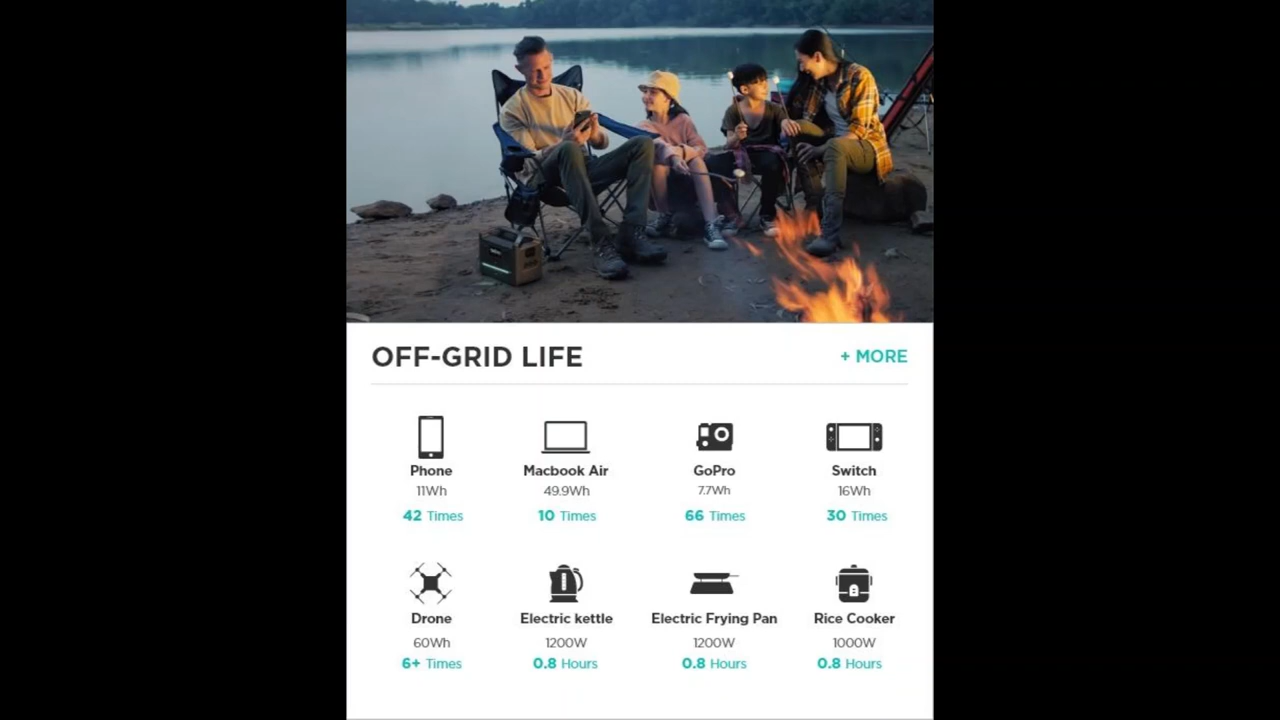 OFF-GRID LIFE
+ MORE
Phone
Macbook Air
GoPro
Switch
11Wh
49.9Wh
7.7Wh
16Wh
42 Times
10 Times
66 Times
30 Times
Drone
Electric kettle
Electric Frying Pan
Rice Cooker
60Wh
1200W
1200W
1000W
6+ Times
0.8 Hours
0.8 Hours
0.8 Hours